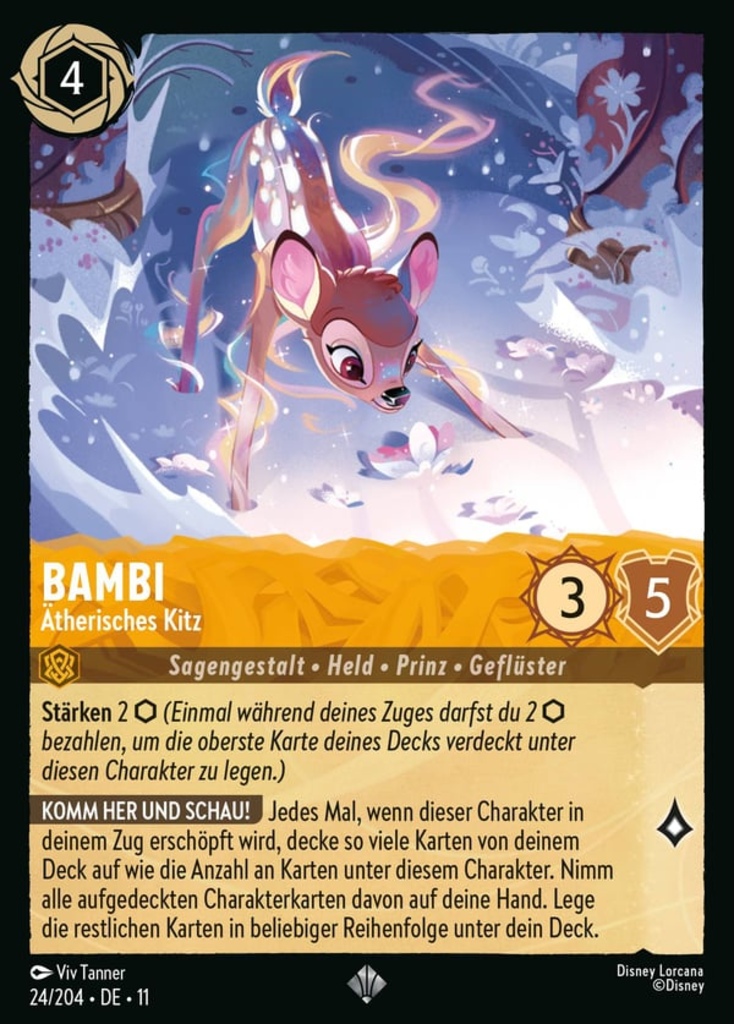 4
BAMBI
Ätherisches Kitz
3
5
Sagengestalt • Held • Prinz • Geflüster
Stärken 2 ⬡ (Einmal während deines Zuges darfst du 2 ⬡
bezahlen, um die oberste Karte deines Decks verdeckt unter
diesen Charakter zu legen.)
KOMM HER UND SCHAU! Jedes Mal, wenn dieser Charakter in
deinem Zug erschöpft wird, decke so viele Karten von deinem
Deck auf wie die Anzahl an Karten unter diesem Charakter. Nimm
alle aufgedeckten Charakterkarten davon auf deine Hand. Lege
die restlichen Karten in beliebiger Reihenfolge unter dein Deck.
Viv Tanner
24/204 • DE • 11
Disney Lorcana
©Disney